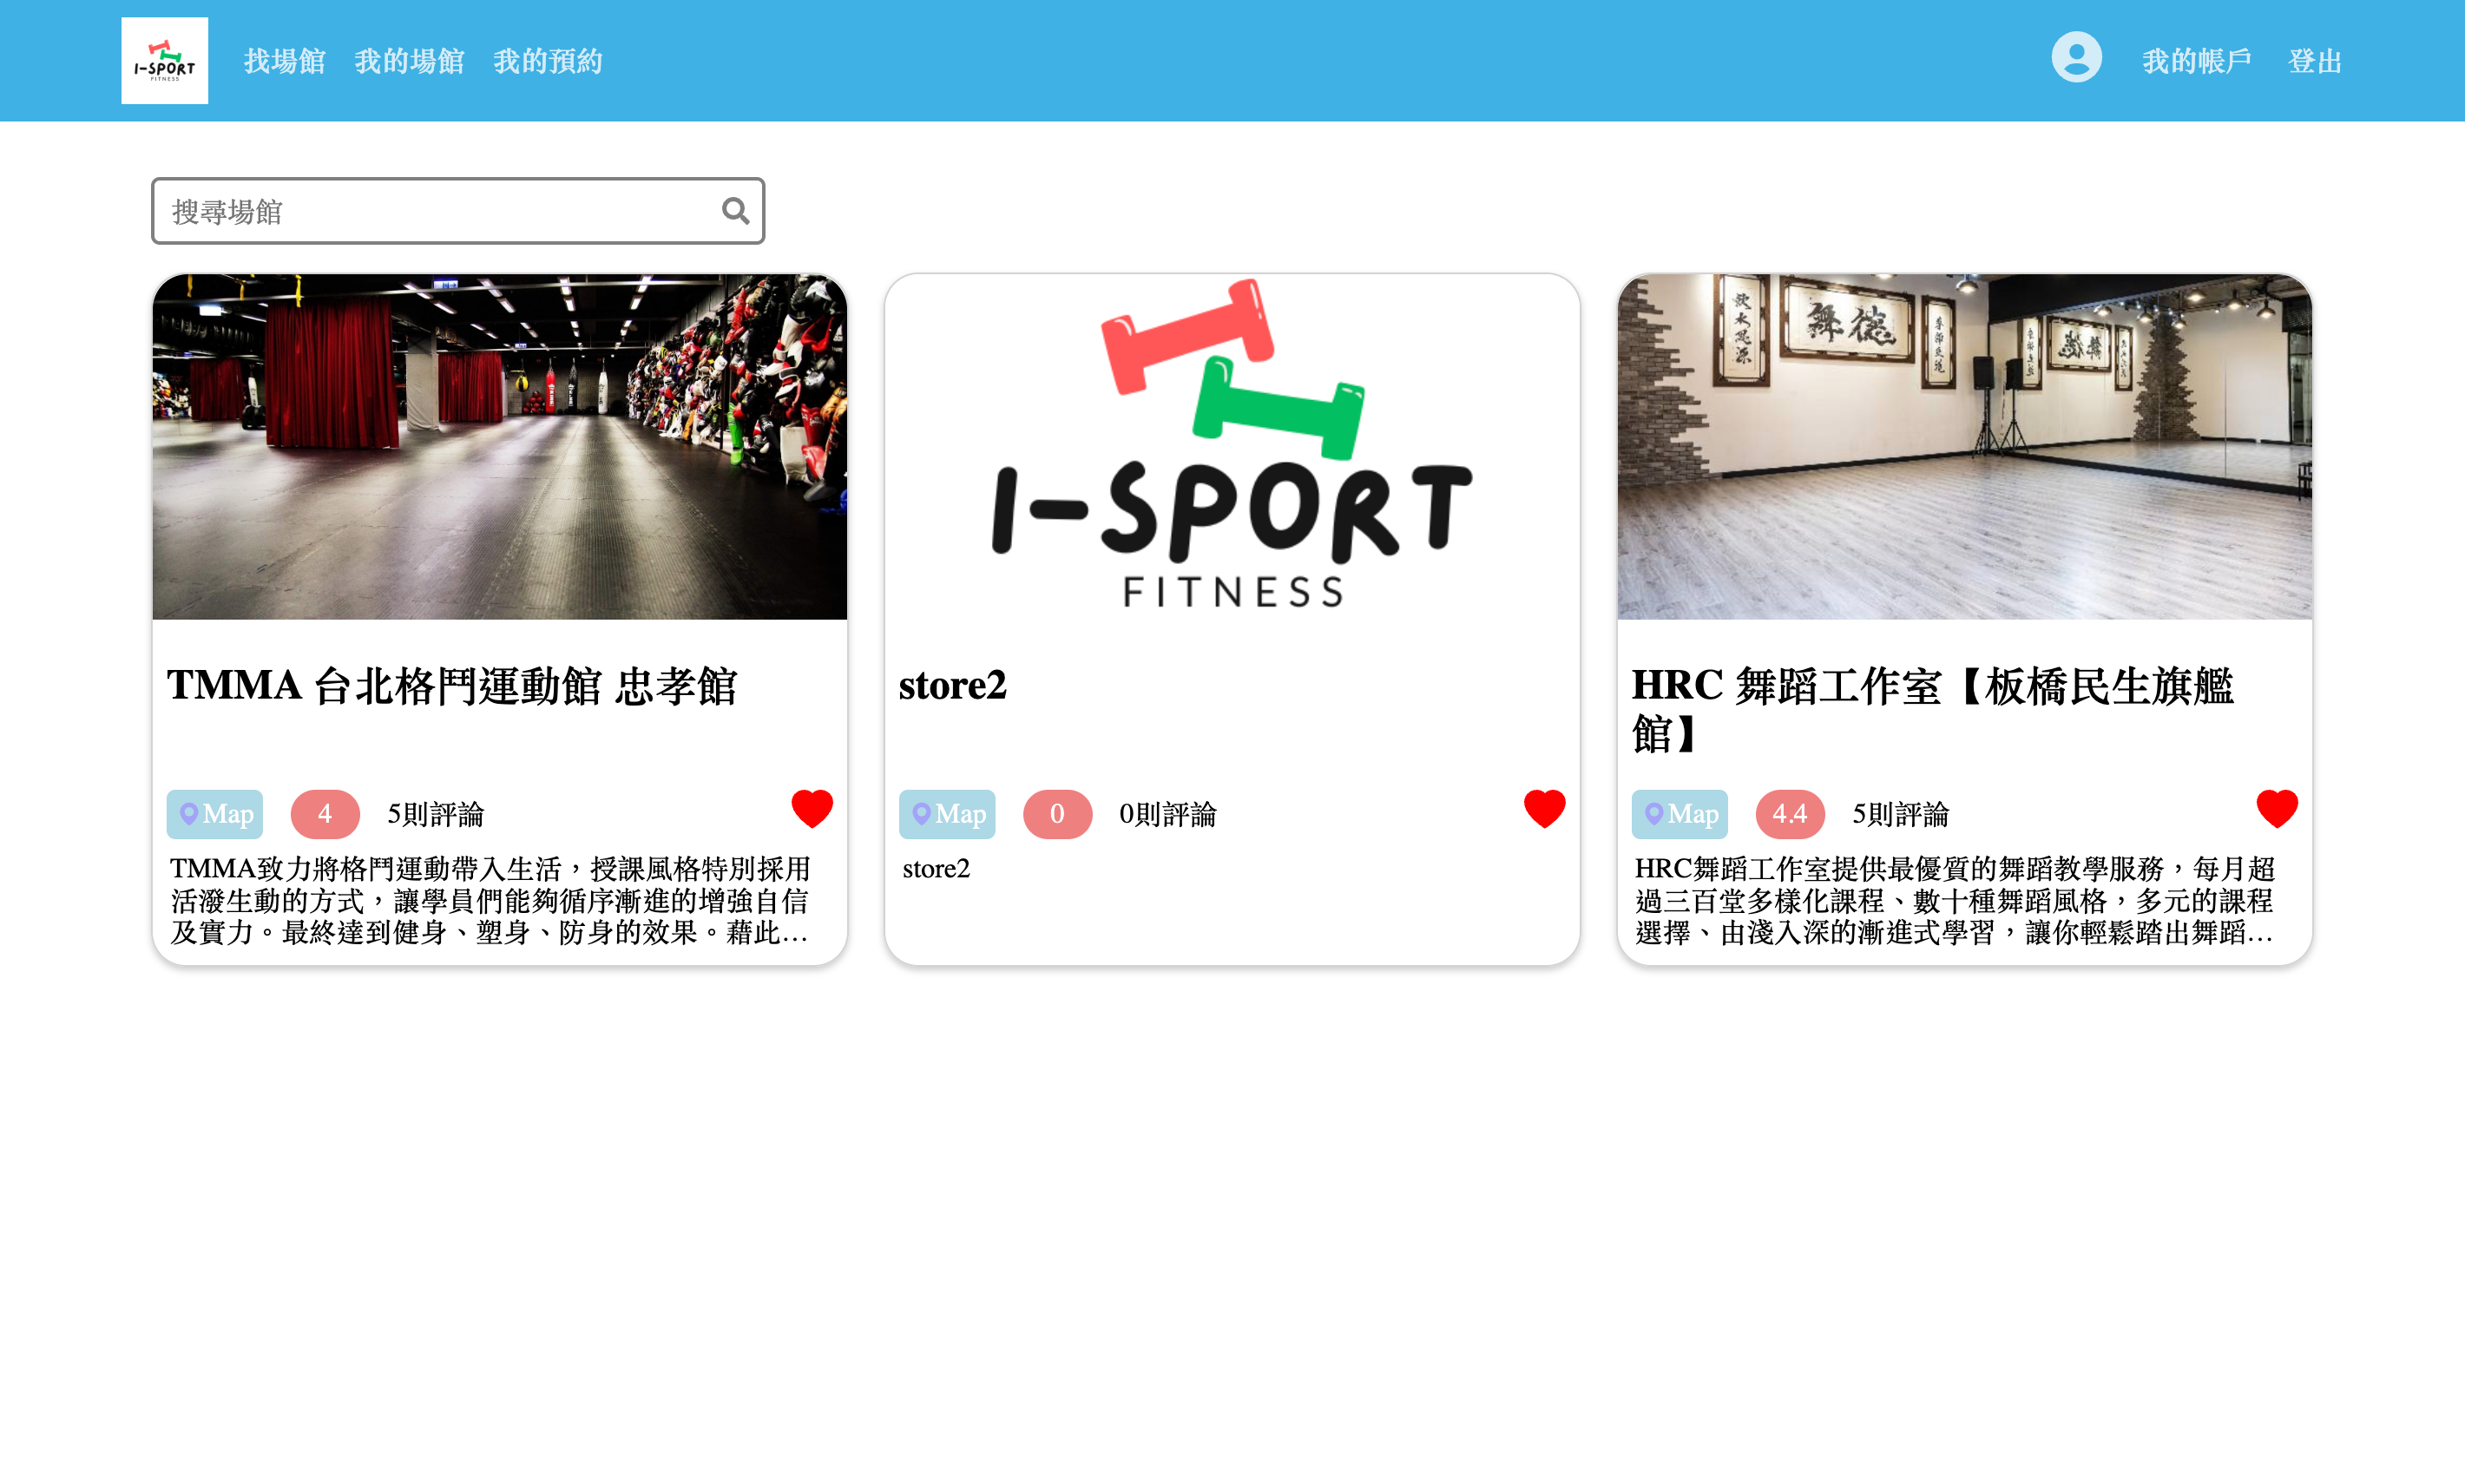 I-SPORT
FITNESS
找場館 我的場館 我的預約
我的帳戶 登出
搜尋場館
I-SPORT
FITNESS
飲水思源
舞德
TMMA 台北格鬥運動館 忠孝館
Map 4 5則評論
TMMA致力將格鬥運動帶入生活，授課風格特別採用
活潑生動的方式，讓學員們能夠循序漸進的增強自信
及實力。最終達到健身、塑身、防身的效果。藉此...
store2
Map 0 0則評論
store2
HRC 舞蹈工作室【板橋民生旗艦
館】
Map 4.4 5則評論
HRC舞蹈工作室提供最優質的舞蹈教學服務，每月超
過三百堂多樣化課程、數十種舞蹈風格，多元的課程
選擇、由淺入深的漸進式學習，讓你輕鬆踏出舞蹈...